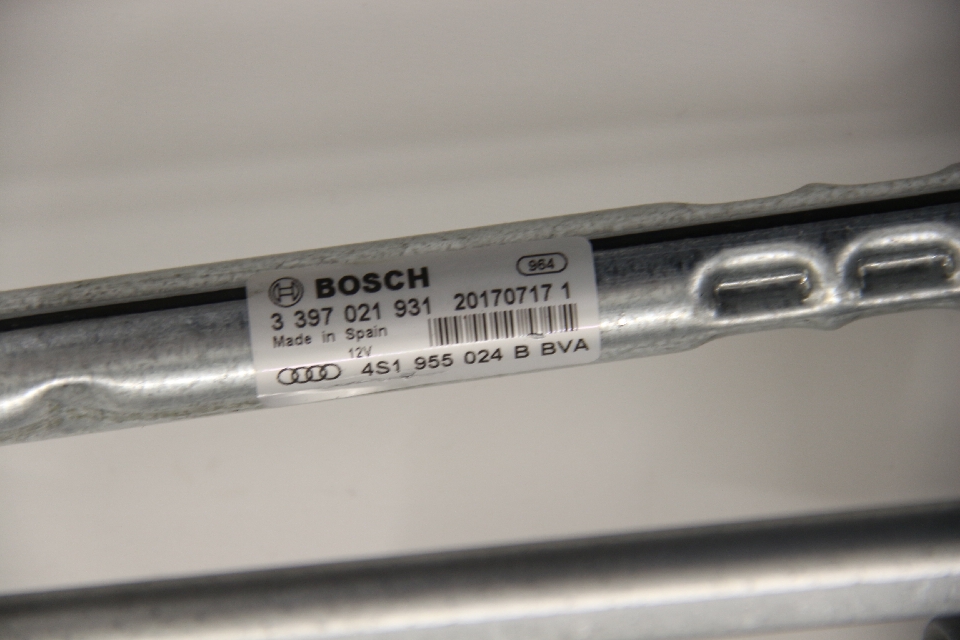 BOSCH 964
3 397 021 931 20170717 1
Made in Spain
12V
4S1 955 024 B BVA